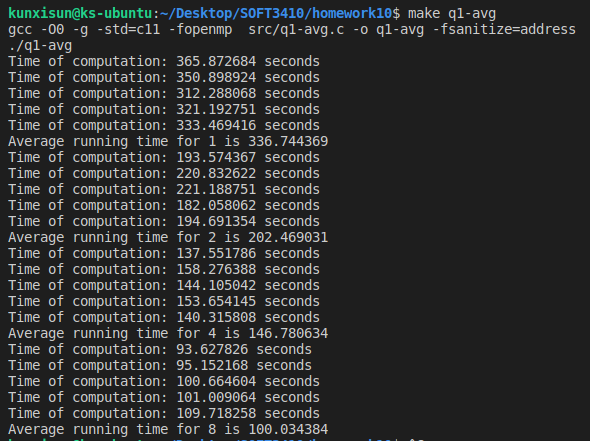 kunxisun@ks-ubuntu:~/Desktop/SOFT3410/homework10$ make q1-avg
gcc -O0 -g -std=c11 -fopenmp  src/q1-avg.c -o q1-avg -fsanitize=address
./q1-avg
Time of computation: 365.872684 seconds
Time of computation: 350.898924 seconds
Time of computation: 312.288068 seconds
Time of computation: 321.192751 seconds
Time of computation: 333.469416 seconds
Average running time for 1 is 336.744369
Time of computation: 193.574367 seconds
Time of computation: 220.832622 seconds
Time of computation: 221.188751 seconds
Time of computation: 182.058062 seconds
Time of computation: 194.691354 seconds
Average running time for 2 is 202.469031
Time of computation: 137.551786 seconds
Time of computation: 158.276388 seconds
Time of computation: 144.105042 seconds
Time of computation: 153.654145 seconds
Time of computation: 140.315808 seconds
Average running time for 4 is 146.780634
Time of computation: 93.627826 seconds
Time of computation: 95.152168 seconds
Time of computation: 100.664604 seconds
Time of computation: 101.009064 seconds
Time of computation: 109.718258 seconds
Average running time for 8 is 100.034384